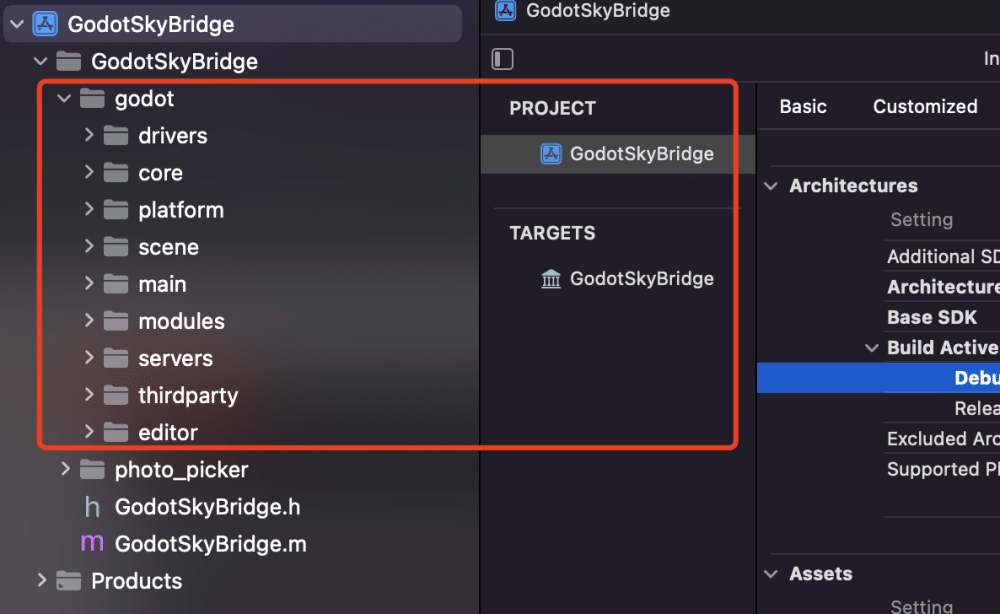 GodotSkyBridge
GodotSkyBridge
godot
drivers
core
platform
scene
main
modules
servers
thirdparty
editor
photo_picker
h GodotSkyBridge.h
m GodotSkyBridge.m
Products
GodotSkyBridge
In
PROJECT
GodotSkyBridge
TARGETS
GodotSkyBridge
Basic Customized
Architectures
Setting
Additional SD
Architecture
Base SDK
Build Active
Debu
Relea
Excluded Arc
Supported Pl
Assets
Setting